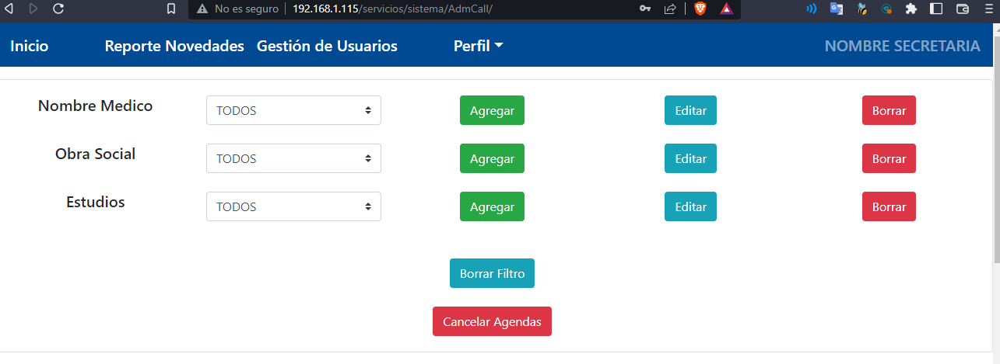 No es seguro 192.168.1.115/servicios/sistema/AdmCall/
Inicio Reporte Novedades Gestión de Usuarios Perfil NOMBRE SECRETARIA
Nombre Medico TODOS Agregar Editar Borrar
Obra Social TODOS Agregar Editar Borrar
Estudios TODOS Agregar Editar Borrar
Borrar Filtro
Cancelar Agendas